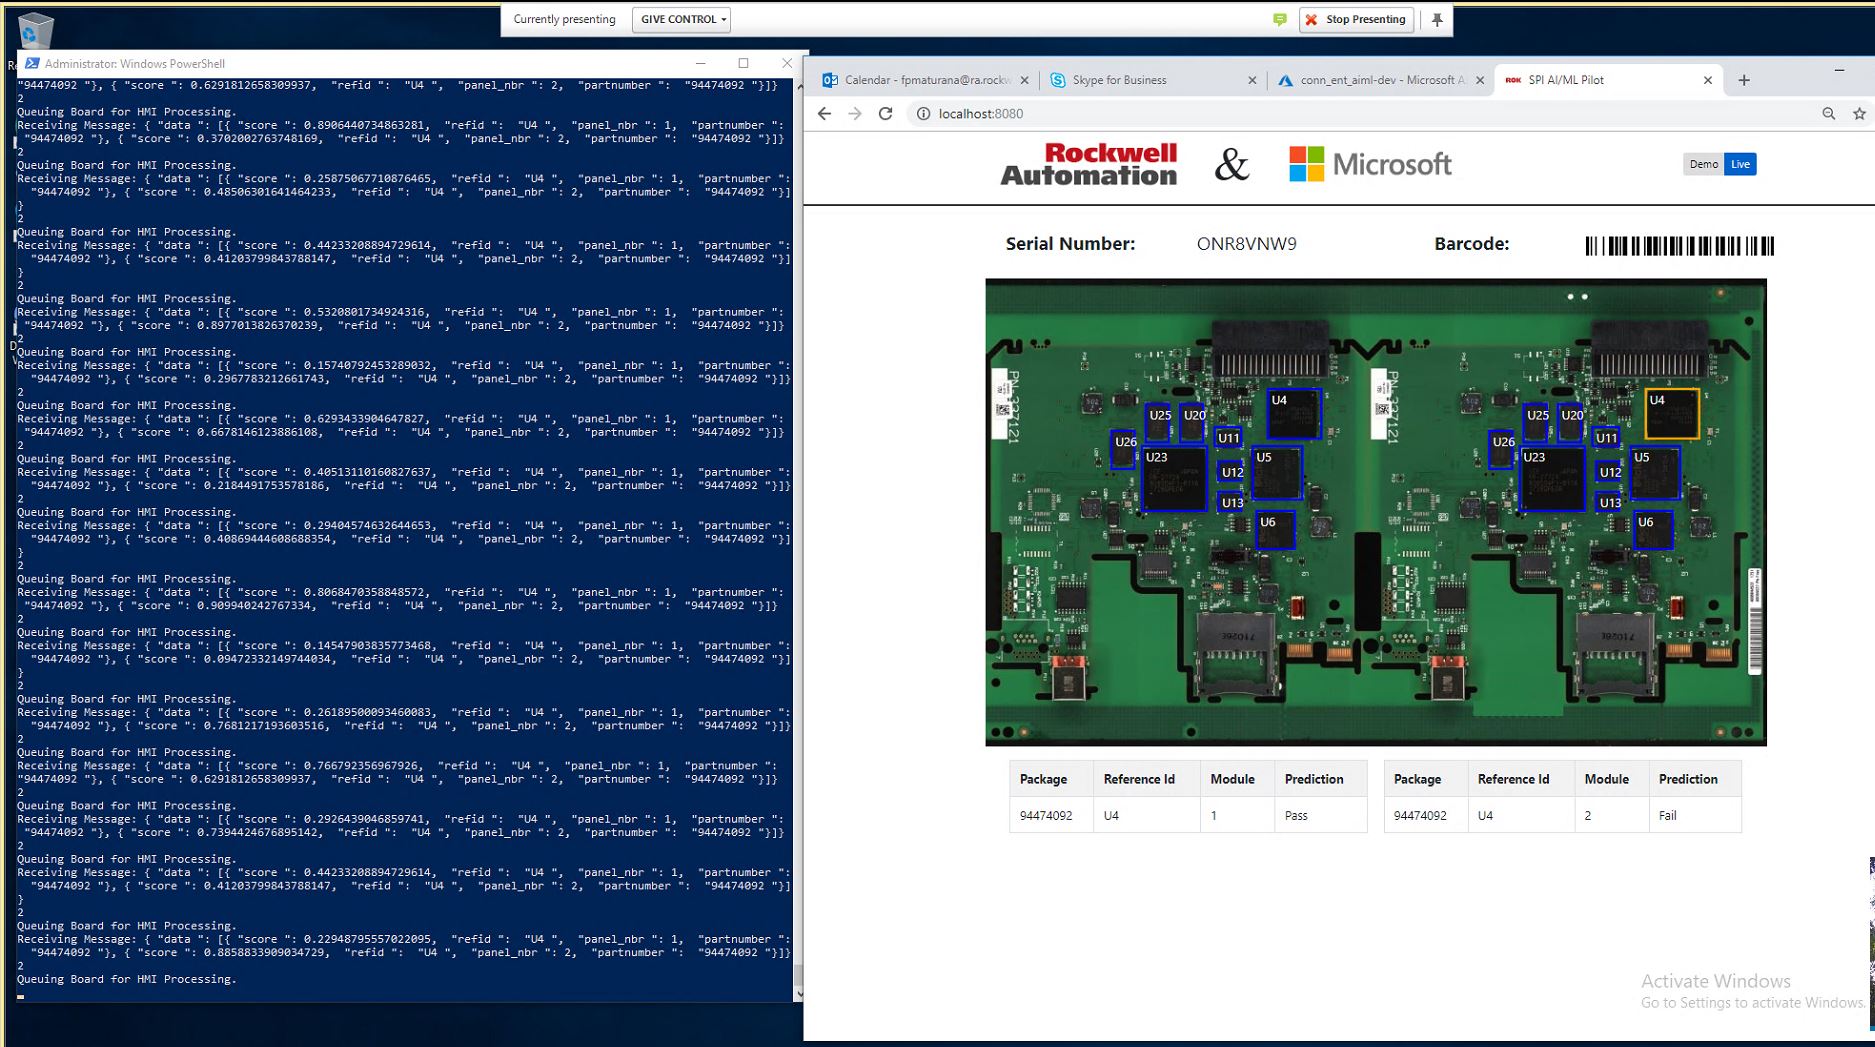 Currently presenting
GIVE CONTROL
Stop Presenting
Administrator: Windows PowerShell
"94474092 "}, { "score ": 0.6291812658309937, "refid ": "U4 ", "panel_nbr ": 2, "partnumber ": "94474092 "}]}
2
Queuing Board for HMI Processing.
Receiving Message: { "data ": [{ "score ": 0.8906440734863281, "refid ": "U4 ", "panel_nbr ": 1, "partnumber ":
"94474092 "}, { "score ": 0.3702002763748169, "refid ": "U4 ", "panel_nbr ": 2, "partnumber ": "94474092 "}]}
2
Queuing Board for HMI Processing.
Receiving Message: { "data ": [{ "score ": 0.25875067710876465, "refid ": "U4 ", "panel_nbr ": 1, "partnumber ":
"94474092 "}, { "score ": 0.48506301641464233, "refid ": "U4 ", "panel_nbr ": 2, "partnumber ": "94474092 "}]
}
2
Queuing Board for HMI Processing.
Receiving Message: { "data ": [{ "score ": 0.44233208894729614, "refid ": "U4 ", "panel_nbr ": 1, "partnumber ":
"94474092 "}, { "score ": 0.41203799843788147, "refid ": "U4 ", "panel_nbr ": 2, "partnumber ": "94474092 "}]
}
2
Queuing Board for HMI Processing.
Receiving Message: { "data ": [{ "score ": 0.5320801734924316, "refid ": "U4 ", "panel_nbr ": 1, "partnumber ":
"94474092 "}, { "score ": 0.8977013826370239, "refid ": "U4 ", "panel_nbr ": 2, "partnumber ": "94474092 "}]}
2
Queuing Board for HMI Processing.
Receiving Message: { "data ": [{ "score ": 0.15740792453289032, "refid ": "U4 ", "panel_nbr ": 1, "partnumber ":
"94474092 "}, { "score ": 0.2967783212661743, "refid ": "U4 ", "panel_nbr ": 2, "partnumber ": "94474092 "}]}
2
Queuing Board for HMI Processing.
Receiving Message: { "data ": [{ "score ": 0.6293433904647827, "refid ": "U4 ", "panel_nbr ": 1, "partnumber ":
"94474092 "}, { "score ": 0.6678146123886108, "refid ": "U4 ", "panel_nbr ": 2, "partnumber ": "94474092 "}]}
2
Queuing Board for HMI Processing.
Receiving Message: { "data ": [{ "score ": 0.40513110160827637, "refid ": "U4 ", "panel_nbr ": 1, "partnumber ":
"94474092 "}, { "score ": 0.2184491753578186, "refid ": "U4 ", "panel_nbr ": 2, "partnumber ": "94474092 "}]}
2
Queuing Board for HMI Processing.
Receiving Message: { "data ": [{ "score ": 0.29404574632644653, "refid ": "U4 ", "panel_nbr ": 1, "partnumber ":
"94474092 "}, { "score ": 0.40869444608688354, "refid ": "U4 ", "panel_nbr ": 2, "partnumber ": "94474092 "}]
}
2
Queuing Board for HMI Processing.
Receiving Message: { "data ": [{ "score ": 0.8068470358848572, "refid ": "U4 ", "panel_nbr ": 1, "partnumber ":
"94474092 "}, { "score ": 0.909940242767334, "refid ": "U4 ", "panel_nbr ": 2, "partnumber ": "94474092 "}]}
2
Queuing Board for HMI Processing.
Receiving Message: { "data ": [{ "score ": 0.14547903835773468, "refid ": "U4 ", "panel_nbr ": 1, "partnumber ":
"94474092 "}, { "score ": 0.09472332149744034, "refid ": "U4 ", "panel_nbr ": 2, "partnumber ": "94474092 "}]
}
2
Queuing Board for HMI Processing.
Receiving Message: { "data ": [{ "score ": 0.26189500093460083, "refid ": "U4 ", "panel_nbr ": 1, "partnumber ":
"94474092 "}, { "score ": 0.7681217193603516, "refid ": "U4 ", "panel_nbr ": 2, "partnumber ": "94474092 "}]}
2
Queuing Board for HMI Processing.
Receiving Message: { "data ": [{ "score ": 0.766792356967926, "refid ": "U4 ", "panel_nbr ": 1, "partnumber ":
"94474092 "}, { "score ": 0.6291812658309937, "refid ": "U4 ", "panel_nbr ": 2, "partnumber ": "94474092 "}]}
2
Queuing Board for HMI Processing.
Receiving Message: { "data ": [{ "score ": 0.2926439046859741, "refid ": "U4 ", "panel_nbr ": 1, "partnumber ":
"94474092 "}, { "score ": 0.7394424676895142, "refid ": "U4 ", "panel_nbr ": 2, "partnumber ": "94474092 "}]}
2
Queuing Board for HMI Processing.
Receiving Message: { "data ": [{ "score ": 0.44233208894729614, "refid ": "U4 ", "panel_nbr ": 1, "partnumber ":
"94474092 "}, { "score ": 0.41203799843788147, "refid ": "U4 ", "panel_nbr ": 2, "partnumber ": "94474092 "}]
}
2
Queuing Board for HMI Processing.
Receiving Message: { "data ": [{ "score ": 0.22948795557022095, "refid ": "U4 ", "panel_nbr ": 1, "partnumber ":
"94474092 "}, { "score ": 0.8858833909034729, "refid ": "U4 ", "panel_nbr ": 2, "partnumber ": "94474092 "}]}
2
Queuing Board for HMI Processing.
Calendar - fpmaturana@ra.rockw
Skype for Business
conn_ent_aiml-dev - Microsoft A
ROK SPI AI/ML Pilot
localhost:8080
Rockwell
Automation
&
Microsoft
Demo Live
Serial Number: ONR8VNW9 Barcode:
PN-337121
U4
U25 U20
U11
U26
U23
U5
U12
U13
U6
71026E
PN-337121
U4
U25 U20
U11
U26
U23
U5
U12
U13
U6
Package Reference Id Module Prediction
94474092 U4 1 Pass
Package Reference Id Module Prediction
94474092 U4 2 Fail
Activate Windows
Go to Settings to activate Windows.